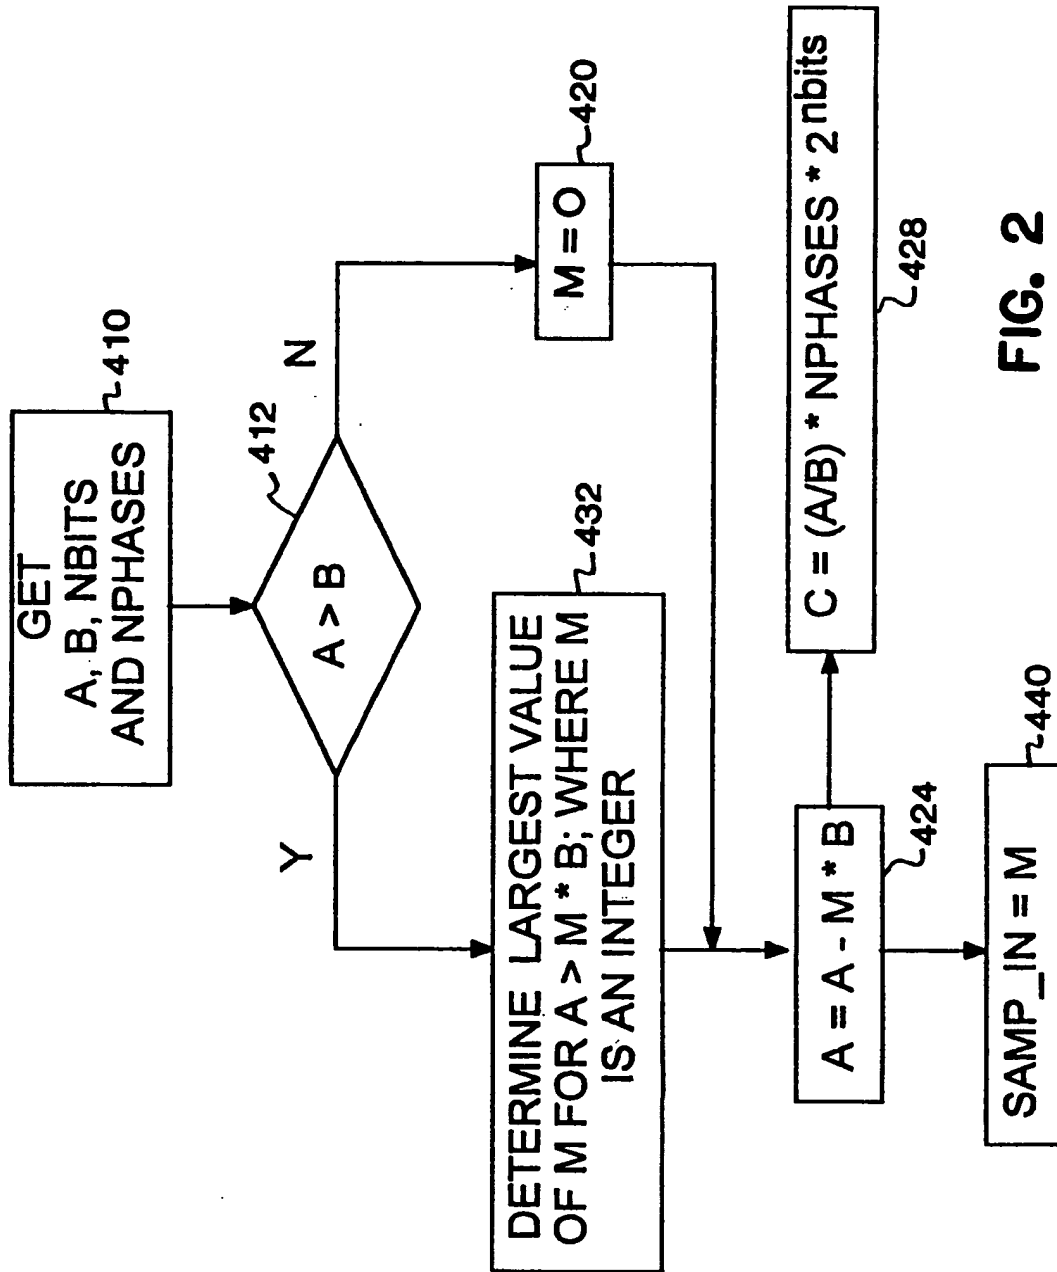 GET
A, B, NBITS
AND NPHASES
410
A > B
412
Y
N
DETERMINE LARGEST VALUE
OF M FOR A > M * B; WHERE M
IS AN INTEGER
432
M = O
420
A = A - M * B
424
C = (A/B) * NPHASES * 2^nbits
428
SAMP_IN = M
440
FIG. 2